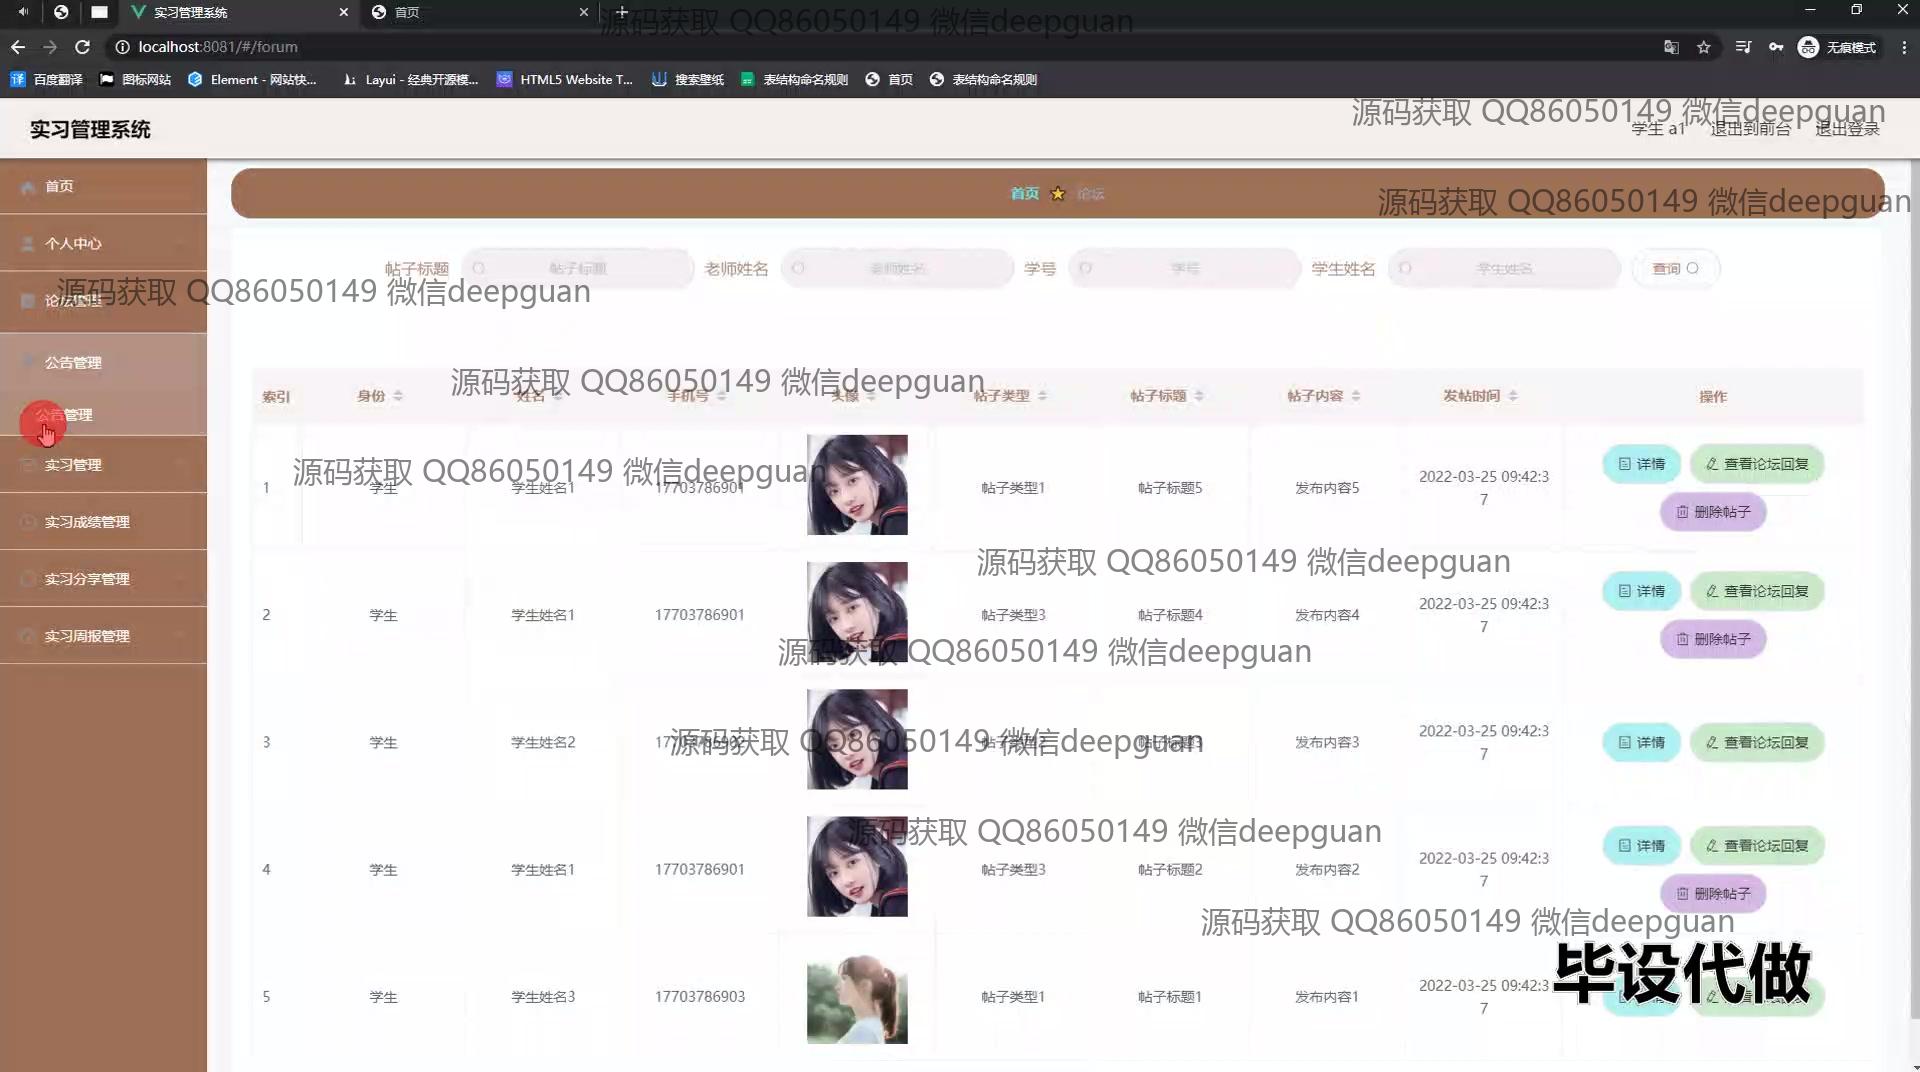 实习管理系统
首页
源码获取 QQ86050149 微信deepguan
localhost:8081/#/forum
无痕模式
百度翻译
图标网站
Element - 网站快...
Layui - 经典开源模...
HTML5 Website T...
搜索壁纸
表结构命名规则
首页
表结构命名规则
实习管理系统
源码获取 QQ86050149 微信deepguan
学生 a1
退出到前台
退出登录
首页
论坛
源码获取 QQ86050149 微信deepguan
首页
个人中心
论坛管理
公告管理
公告管理
实习管理
实习成绩管理
实习分享管理
实习周报管理
帖子标题 帖子标题 老师姓名 老师姓名 学号 学号 学生姓名 学生姓名 查询
源码获取 QQ86050149 微信deepguan
源码获取 QQ86050149 微信deepguan
索引 身份 姓名 手机号 头像 帖子类型 帖子标题 帖子内容 发帖时间 操作
源码获取 QQ86050149 微信deepguan
1 学生 学生姓名1 17703786901 帖子类型1 帖子标题5 发布内容5 2022-03-25 09:42:3
7
详情 查看论坛回复
删除帖子
源码获取 QQ86050149 微信deepguan
2 学生 学生姓名1 17703786901 帖子类型3 帖子标题4 发布内容4 2022-03-25 09:42:3
7
详情 查看论坛回复
删除帖子
源码获取 QQ86050149 微信deepguan
3 学生 学生姓名2 17703786902 帖子类型2 帖子标题3 发布内容3 2022-03-25 09:42:3
7
详情 查看论坛回复
源码获取 QQ86050149 微信deepguan
源码获取 QQ86050149 微信deepguan
4 学生 学生姓名1 17703786901 帖子类型3 帖子标题2 发布内容2 2022-03-25 09:42:3
7
详情 查看论坛回复
删除帖子
源码获取 QQ86050149 微信deepguan
5 学生 学生姓名3 17703786903 帖子类型1 帖子标题1 发布内容1 2022-03-25 09:42:3
7
毕设代做